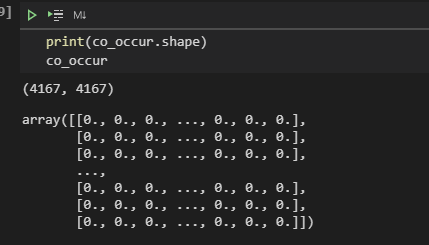 9]
M↓
print(co_occur.shape)
co_occur
(4167, 4167)
array([[0., 0., 0., ..., 0., 0., 0.],
       [0., 0., 0., ..., 0., 0., 0.],
       [0., 0., 0., ..., 0., 0., 0.],
       ...,
       [0., 0., 0., ..., 0., 0., 0.],
       [0., 0., 0., ..., 0., 0., 0.],
       [0., 0., 0., ..., 0., 0., 0.]])